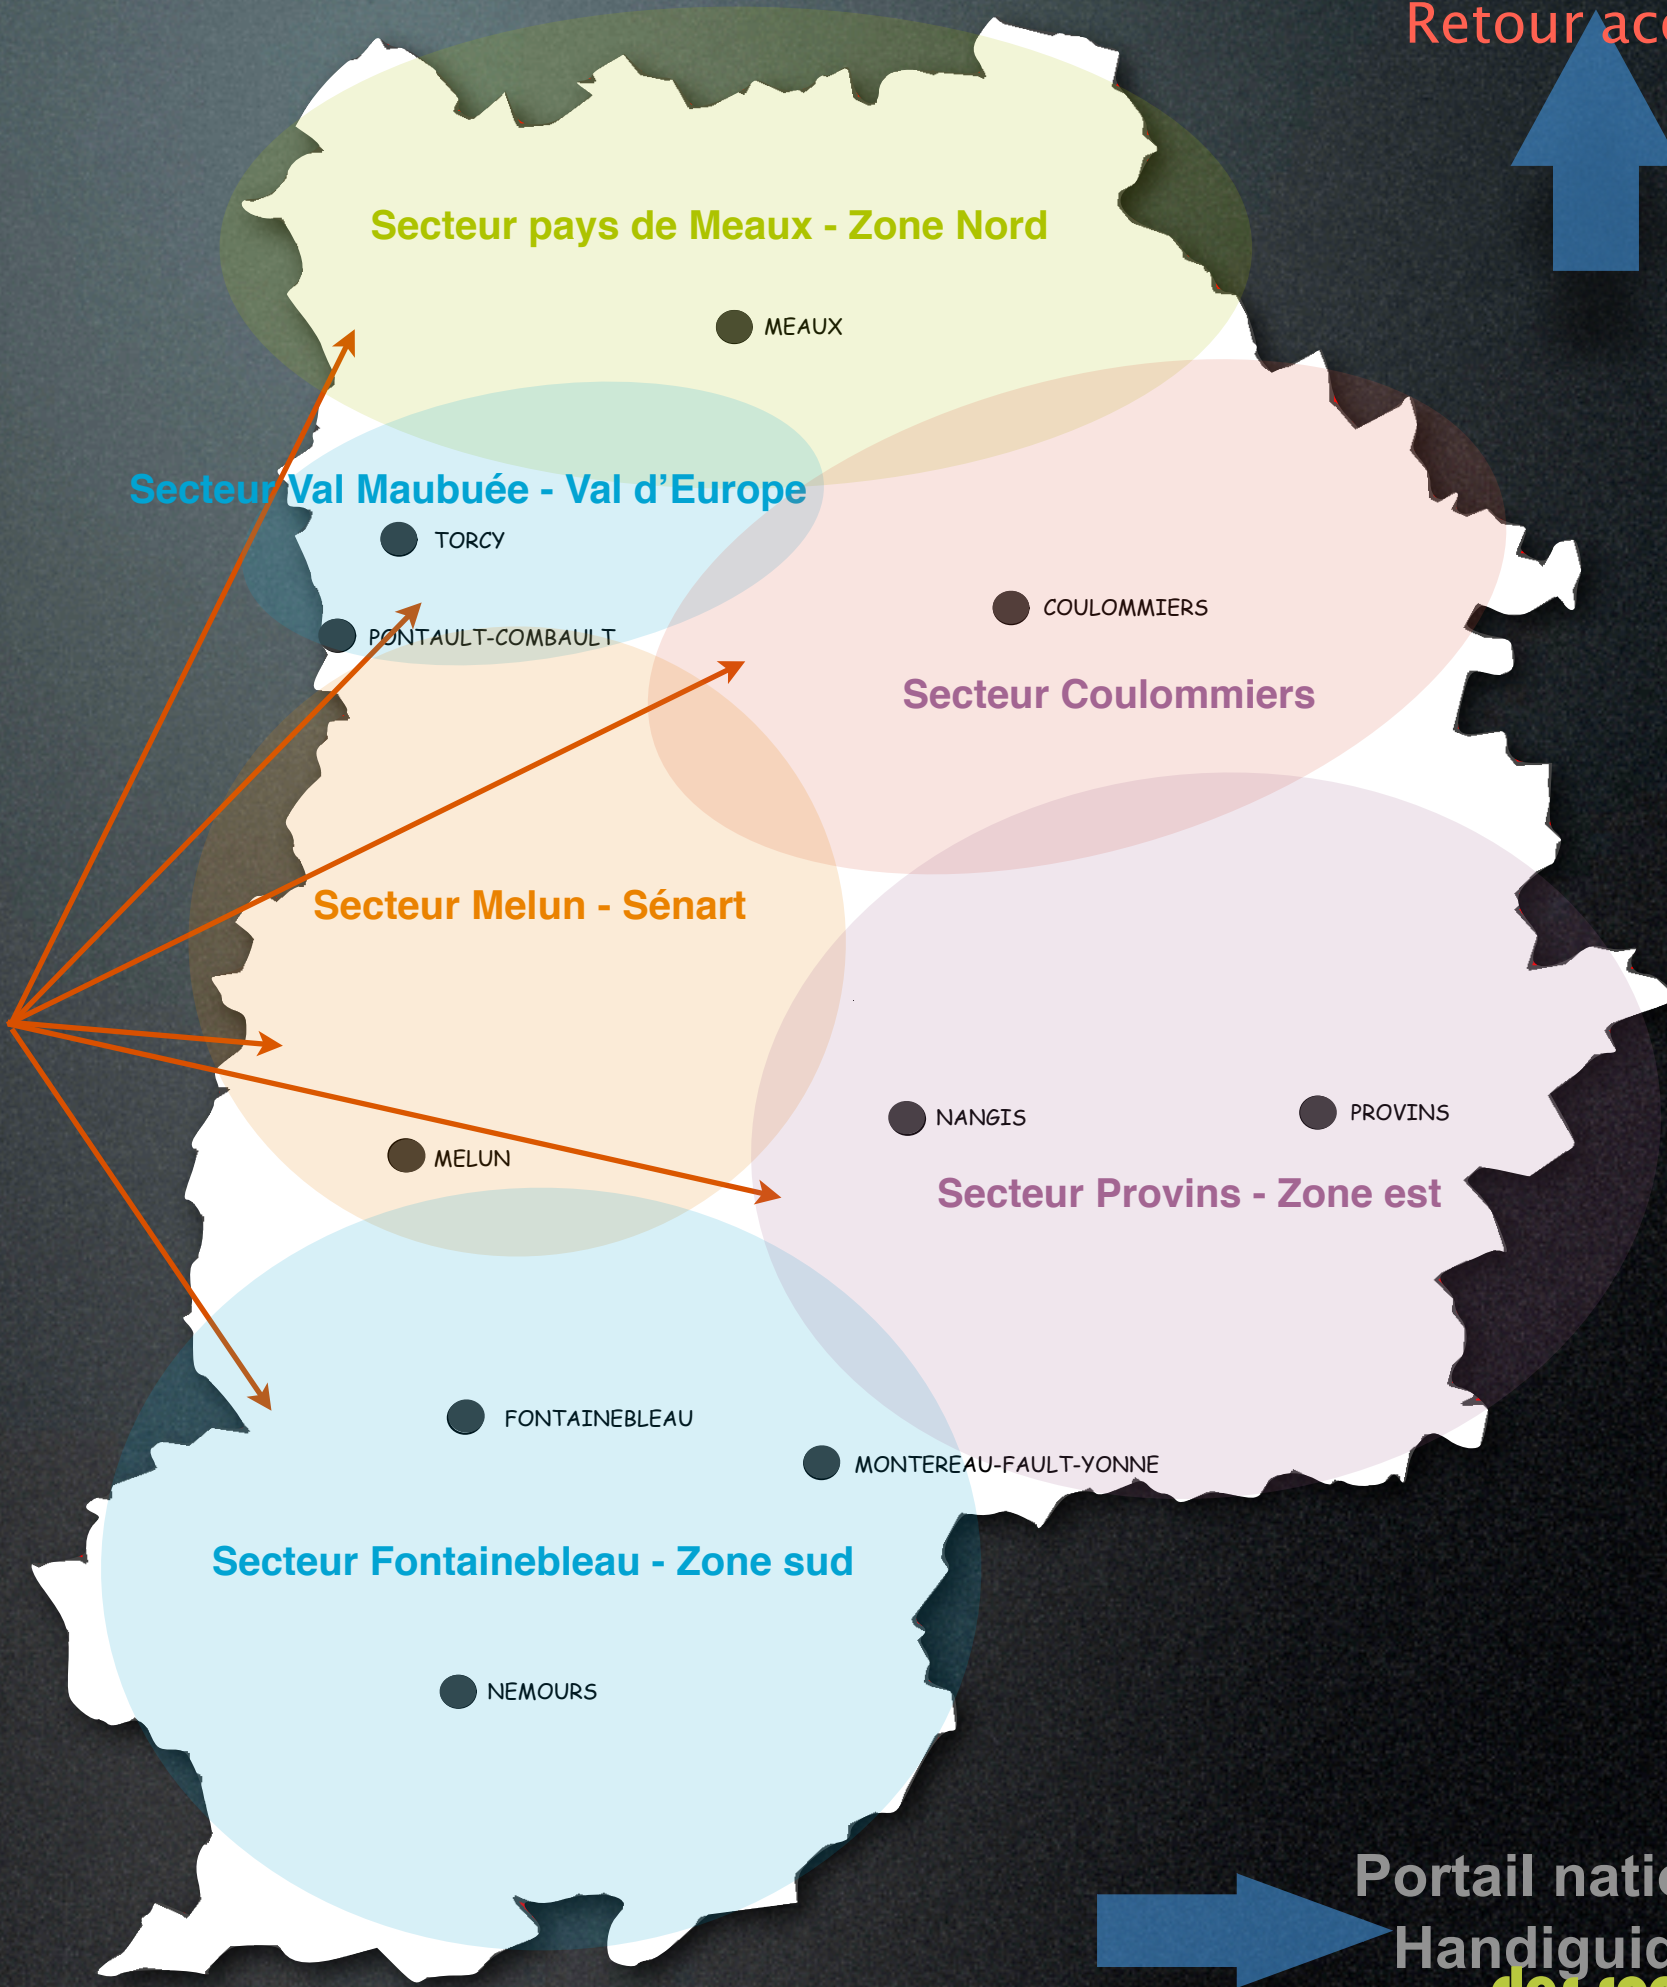 Retour
Secteur pays de Meaux - Zone Nord
MEAUX
Secteur Val Maubuée - Val d’Europe
TORCY
COULOMMIERS
PONTAULT-COMBAULT
Secteur Coulommiers
Secteur Melun - Sénart
NANGIS
PROVINS
MELUN
Secteur Provins - Zone est
FONTAINEBLEAU
MONTEREAU-FAULT-YONNE
Secteur Fontainebleau - Zone sud
NEMOURS
Portail